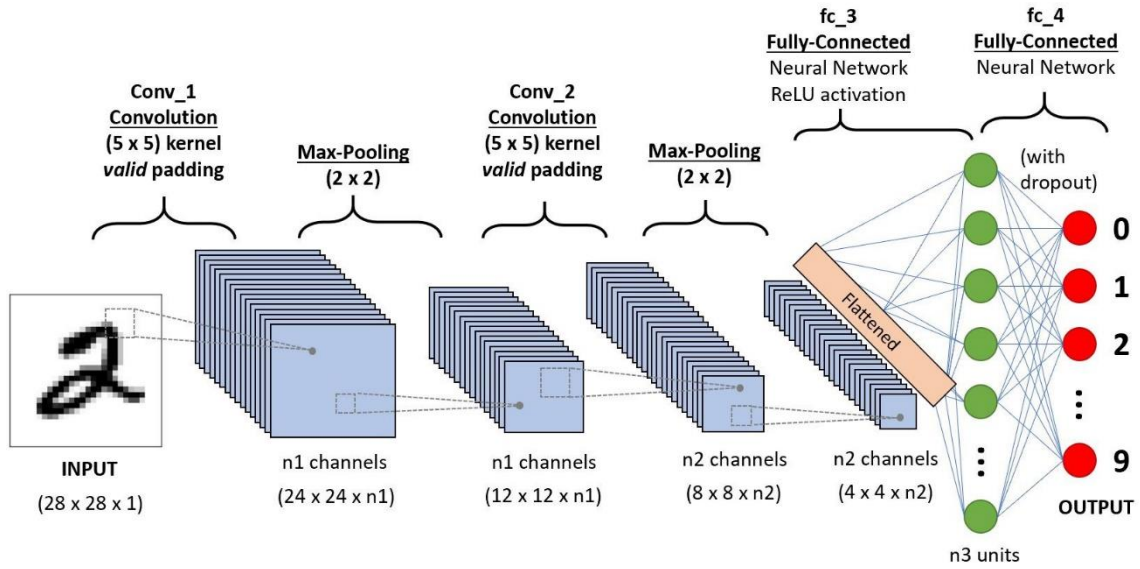 Conv_1
Convolution
(5 x 5) kernel
valid padding
Max-Pooling
(2 x 2)
Conv_2
Convolution
(5 x 5) kernel
valid padding
Max-Pooling
(2 x 2)
fc_3
Fully-Connected
Neural Network
ReLU activation
fc_4
Fully-Connected
Neural Network
(with
dropout)
Flattened
0
1
2
9
OUTPUT
2
INPUT
(28 x 28 x 1)
n1 channels
(24 x 24 x n1)
n1 channels
(12 x 12 x n1)
n2 channels
(8 x 8 x n2)
n2 channels
(4 x 4 x n2)
n3 units